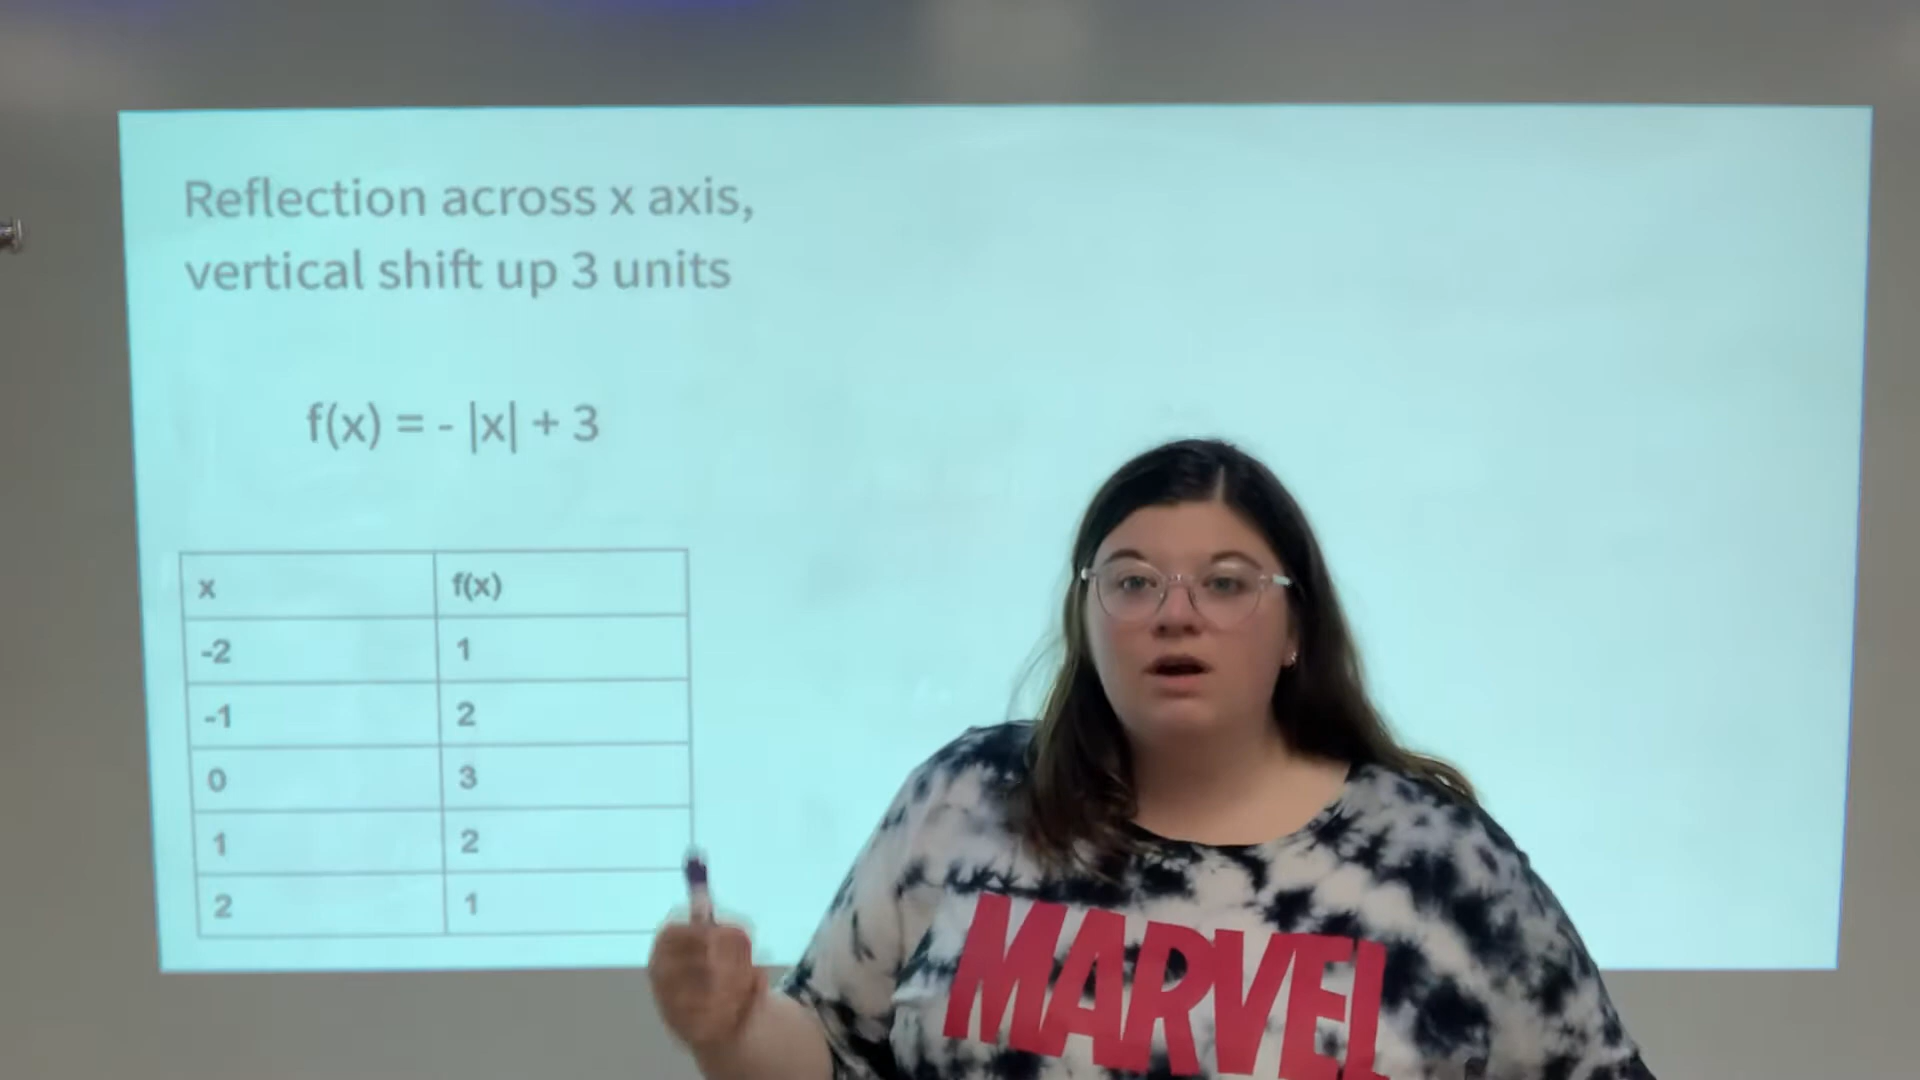 Reflection across x axis,
vertical shift up 3 units
f(x) = - |x| + 3
x f(x)
-2 1
-1 2
0 3
1 2
2 1
MARVEL